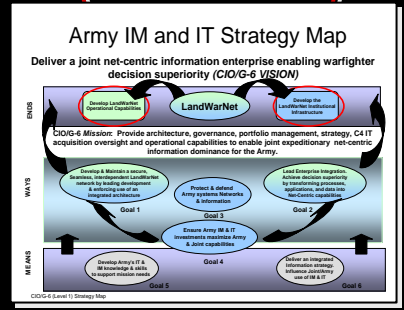 Army IM and IT Strategy Map
Deliver a joint net-centric information enterprise enabling warfighter
decision superiority (CIO/G-6 VISION)
ENDS
Develop LandWarNet
Operational Capabilities
LandWarNet
Develop the
LandWarNet Institutional
Infrastructure
CIO/G-6 Mission: Provide architecture, governance, portfolio management, strategy, C4 IT
acquisition oversight and operational capabilities to enable joint expeditionary net-centric
information dominance for the Army.
WAYS
Develop & Maintain a secure,
Seamless, interdependent LandWarNet
network by leading development
& enforcing use of an
integrated architecture
Goal 1
Protect & defend
Army systems Networks
& Information
Goal 3
Lead Enterprise Integration.
Achieve decision superiority
by transforming processes,
applications, and data into
Net-Centric capabilities
Goal 2
Ensure Army IM & IT
investments maximize Army
& Joint capabilities
Goal 4
MEANS
Develop Army's IT &
IM knowledge & skills
to support mission needs
Goal 5
Deliver an integrated
information strategy.
Influence Joint/Army
use of IM & IT
Goal 6
CIO/G-6 (Level 1) Strategy Map